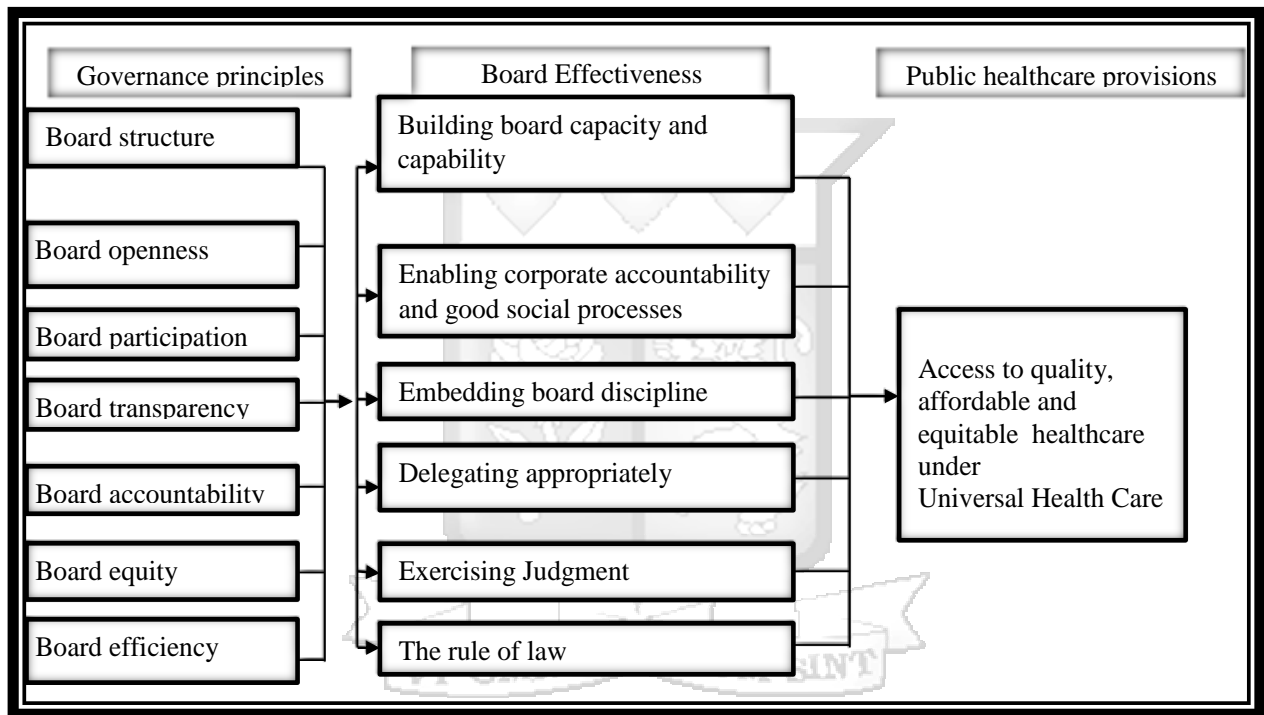 Governance principles
Board Effectiveness
Public healthcare provisions
Board structure
Board openness
Board participation
Board transparency
Board accountability
Board equity
Board efficiency
Building board capacity and
capability
Enabling corporate accountability
and good social processes
Embedding board discipline
Delegating appropriately
Exercising Judgment
The rule of law
Access to quality,
affordable and
equitable healthcare
under
Universal Health Care
SINT